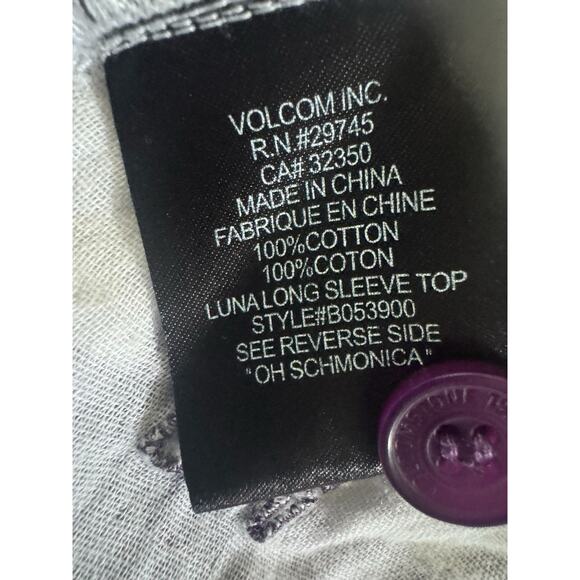 VOLCOM INC.
R.N.#29745
CA# 32350
MADE IN CHINA
FABRIQUE EN CHINE
100%COTTON
100%COTON
LUNA LONG SLEEVE TOP
STYLE#B053900
SEE REVERSE SIDE
"OH SCHMONICA"